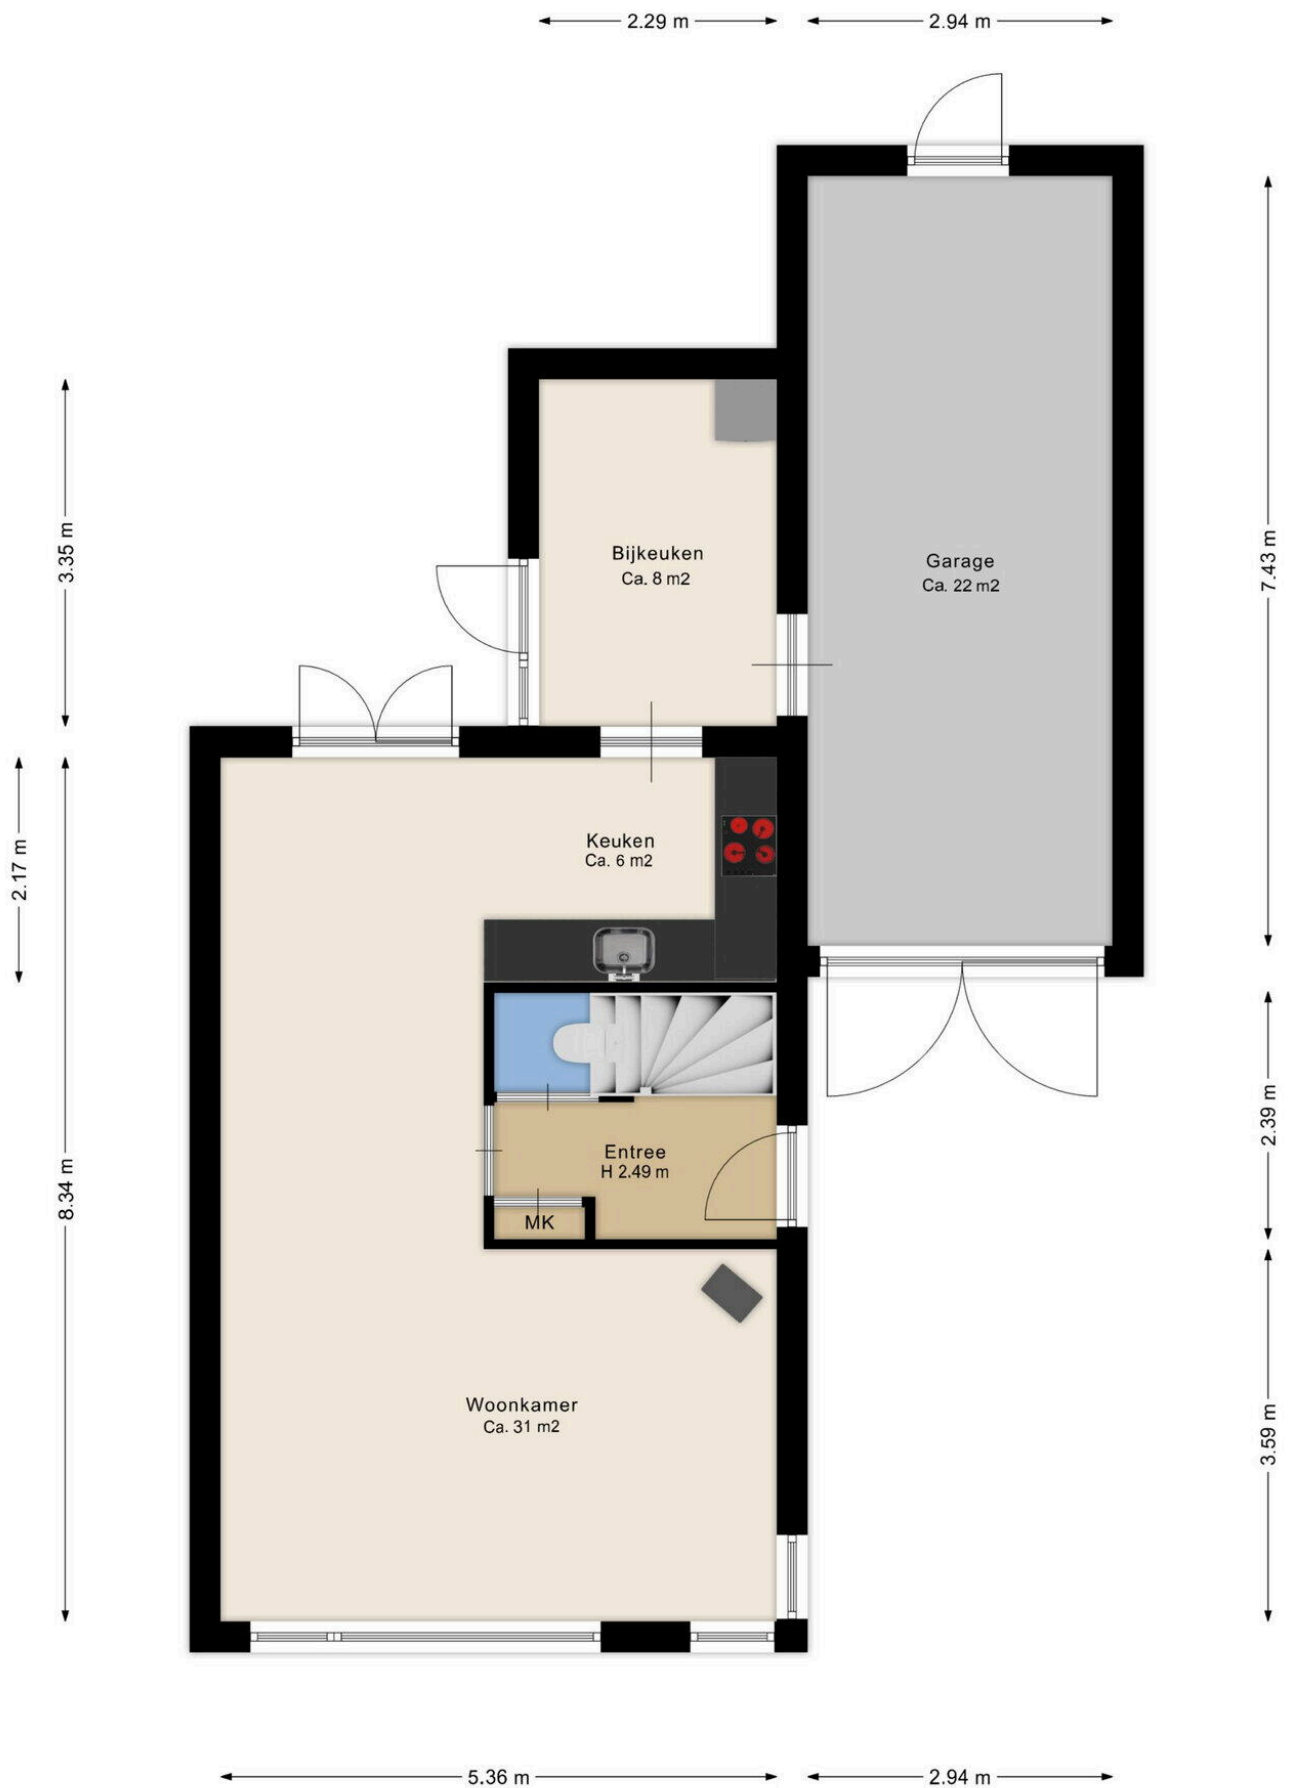 2.29 m
2.94 m
3.35 m
Bijkeuken
Ca. 8 m2
Garage
Ca. 22 m2
7.43 m
2.17 m
Keuken
Ca. 6 m2
8.34 m
Entree
H 2.49 m
MK
2.39 m
Woonkamer
Ca. 31 m2
3.59 m
5.36 m
2.94 m